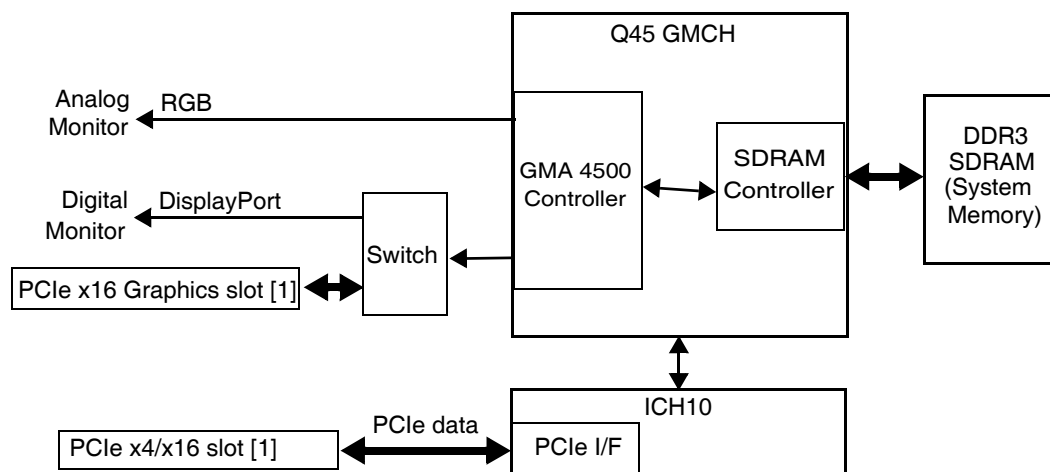 Q45 GMCH
Analog
Monitor
RGB
GMA 4500
Controller
SDRAM
Controller
DDR3
SDRAM
(System
Memory)
Digital
Monitor
DisplayPort
Switch
PCIe x16 Graphics slot [1]
ICH10
PCIe data
PCIe I/F
PCIe x4/x16 slot [1]